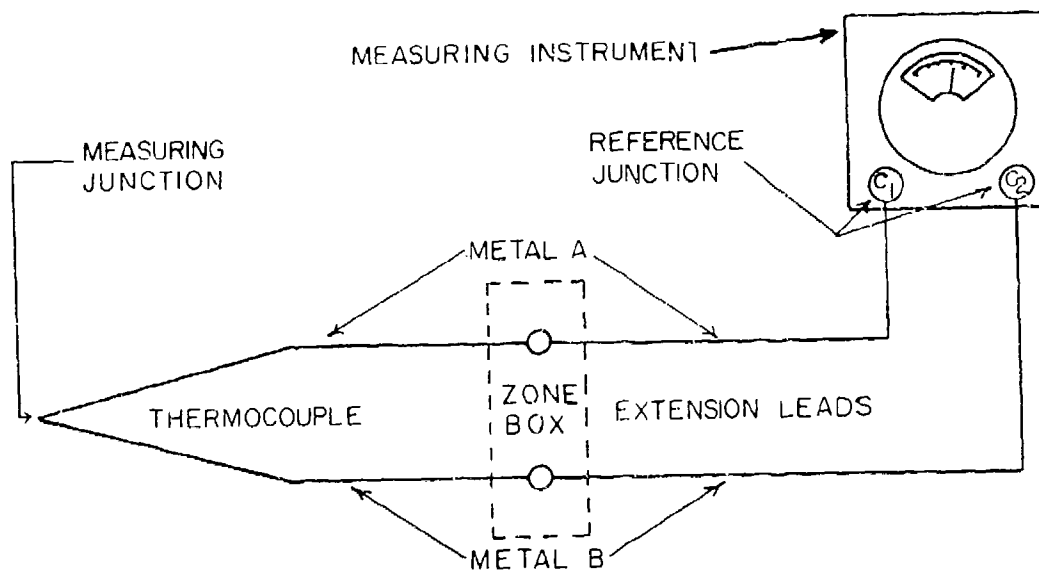 MEASURING INSTRUMENT
MEASURING
JUNCTION
REFERENCE
JUNCTION
C1
C2
METAL A
THERMOCOUPLE
ZONE
BOX
EXTENSION LEADS
METAL B